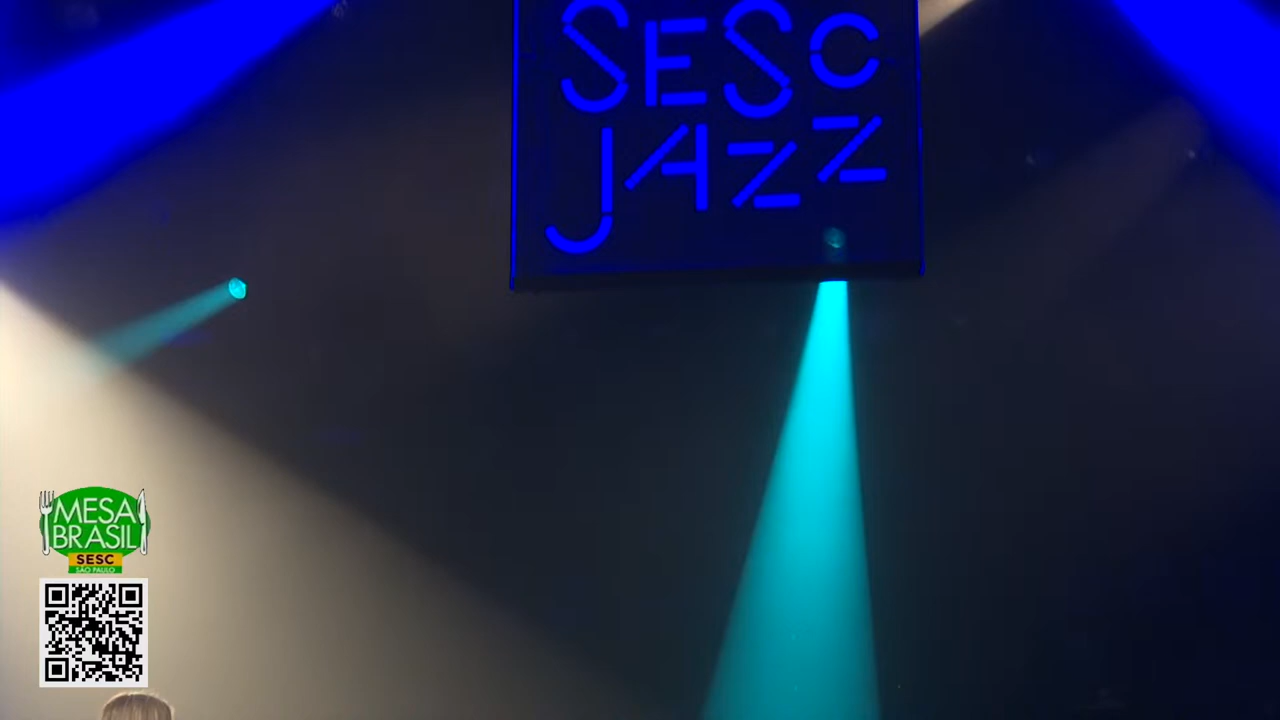 SESC
JAZZ
MESA
BRASIL
SESC
SÃO PAULO